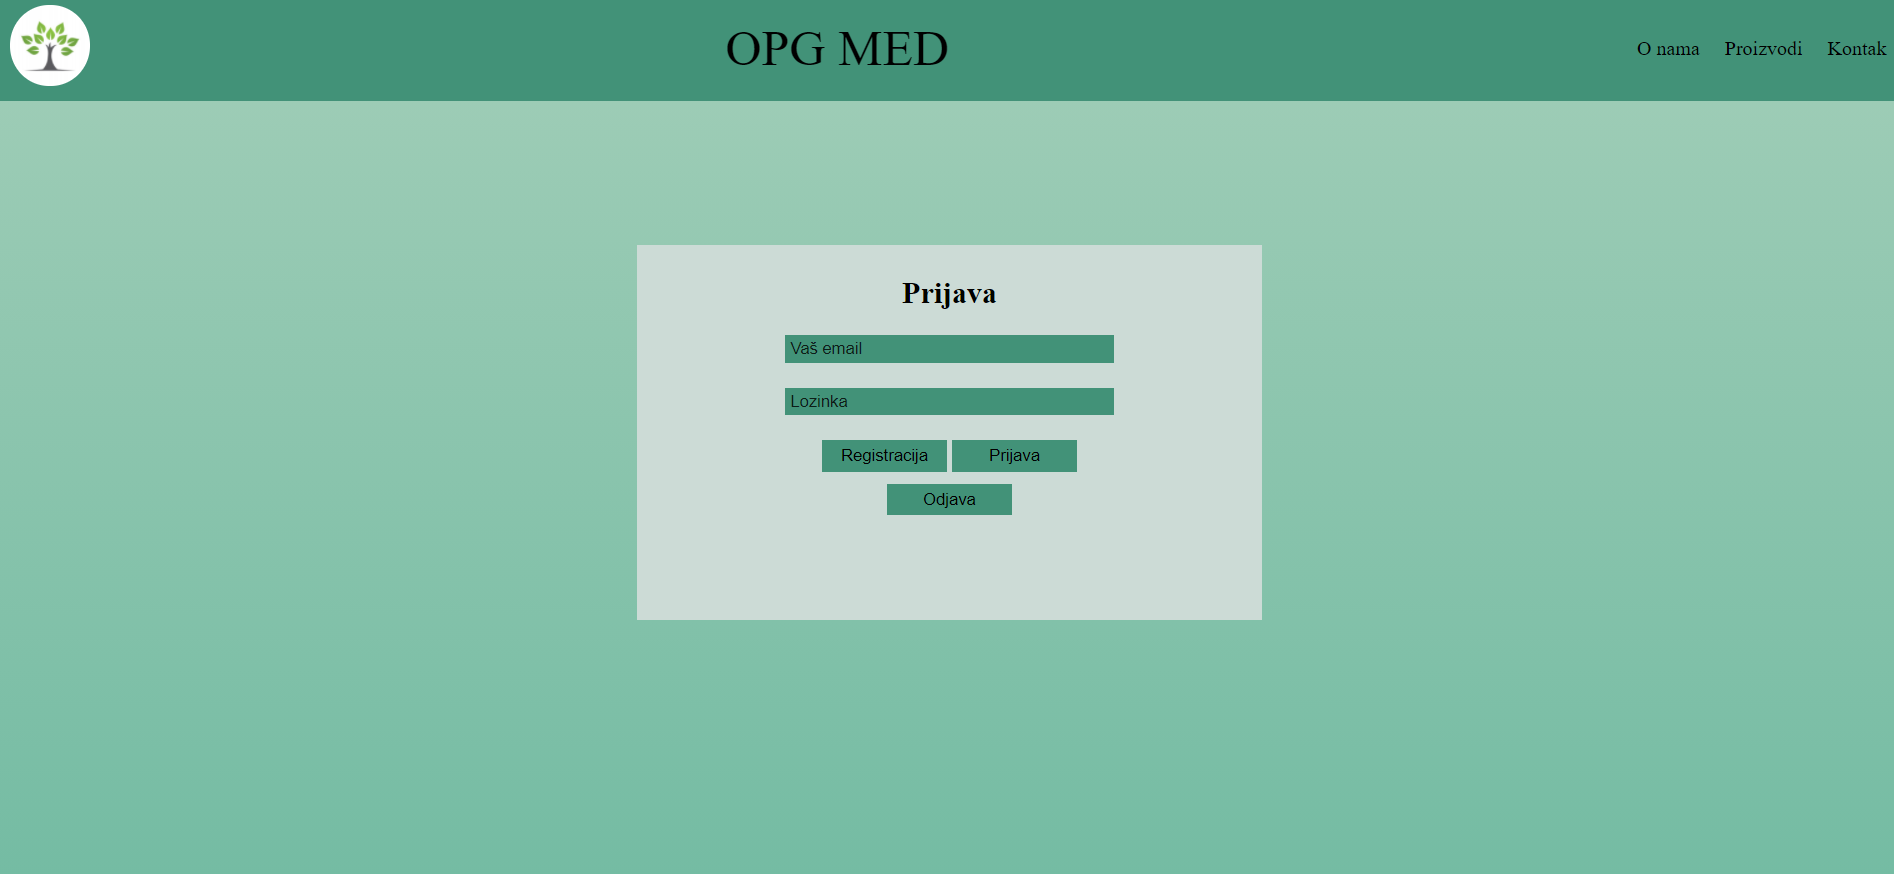 OPG MED
O nama Proizvodi Kontak
Prijava
Vaš email
Lozinka
Registracija Prijava
Odjava